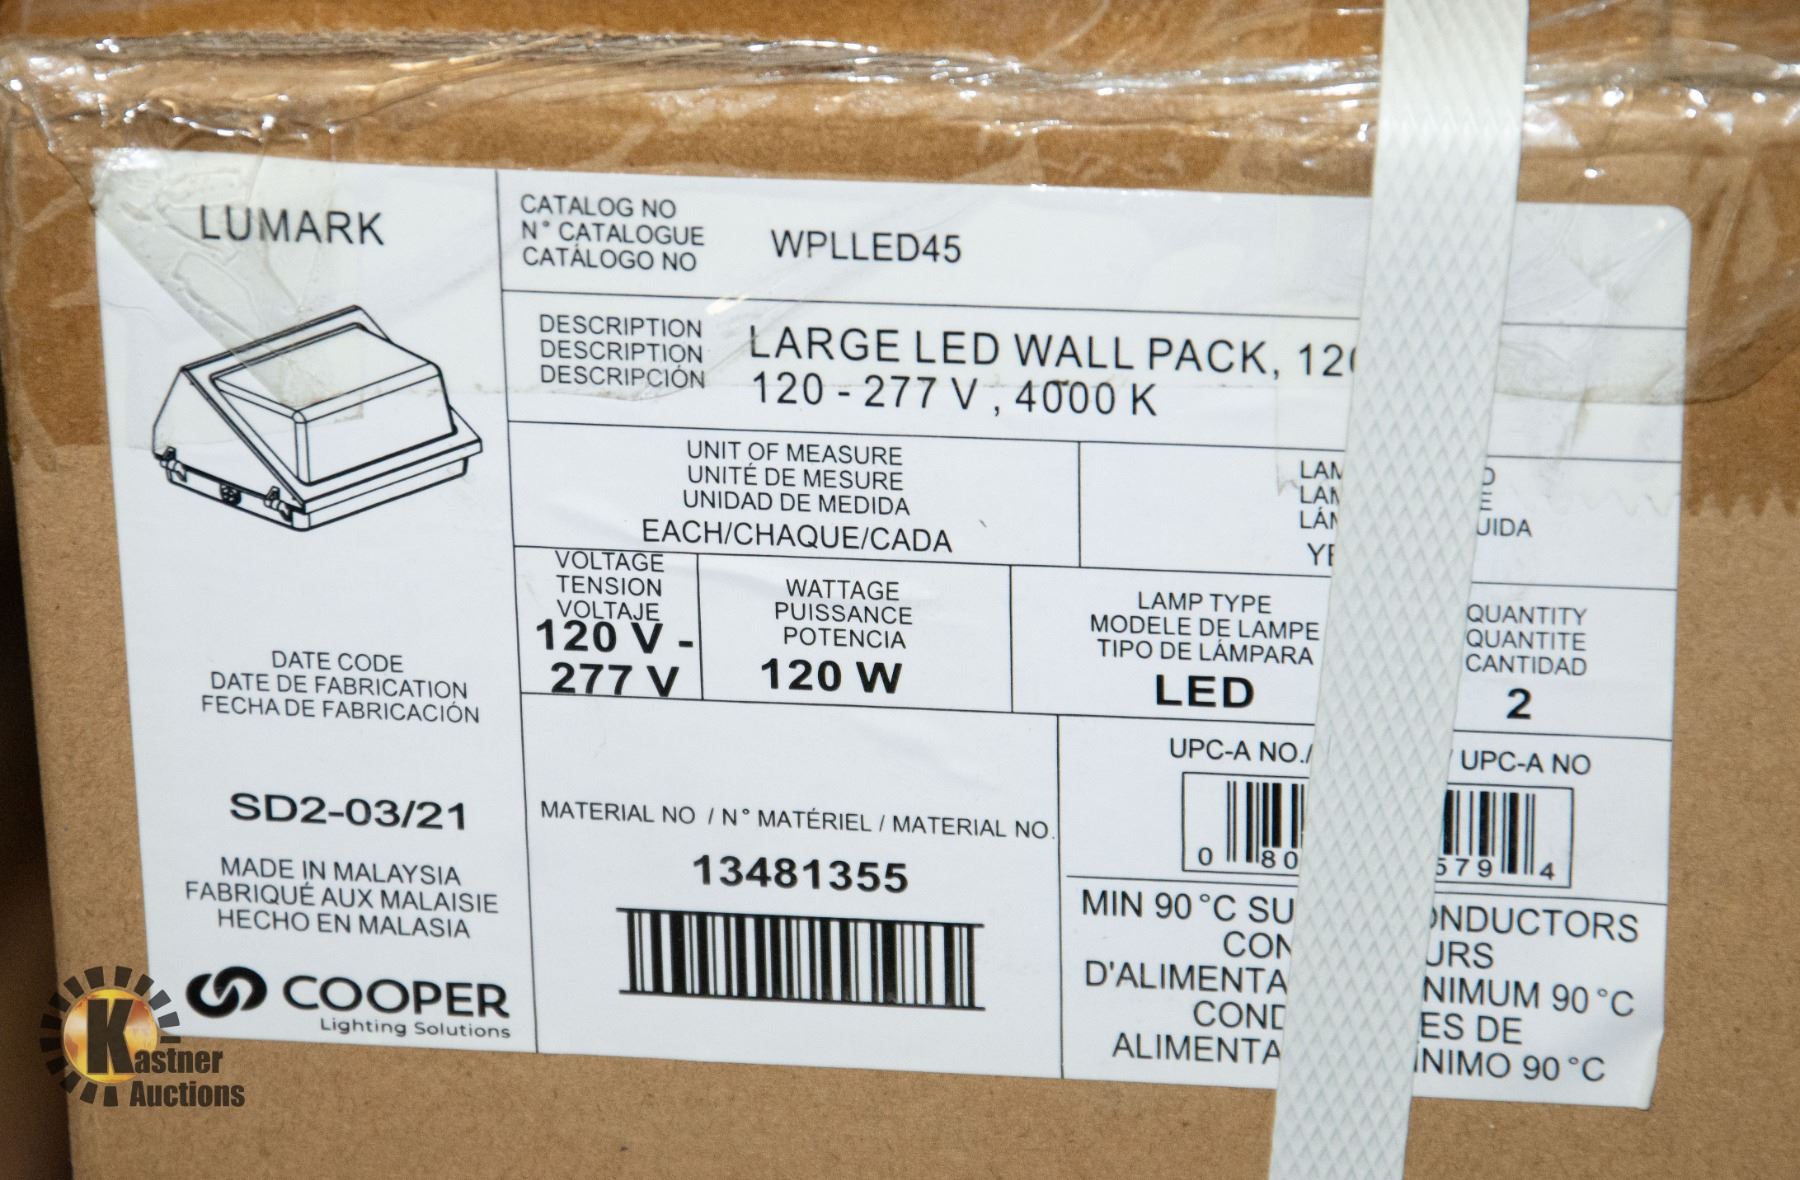 LUMARK
CATALOG NO
N° CATALOGUE
CATÁLOGO NO
WPLLED45
DESCRIPTION
DESCRIPTION
DESCRIPCIÓN
LARGE LED WALL PACK,
120 - 277 V , 4000 K
UNIT OF MEASURE
UNITÉ DE MESURE
UNIDAD DE MEDIDA
EACH/CHAQUE/CADA
VOLTAGE
TENSION
VOLTAJE
120 V -
277 V
WATTAGE
PUISSANCE
POTENCIA
120 W
LAMP TYPE
MODELE DE LAMPE
TIPO DE LÁMPARA
LED
QUANTITY
QUANTITE
CANTIDAD
2
DATE CODE
DATE DE FABRICATION
FECHA DE FABRICACIÓN
SD2-03/21
MADE IN MALAYSIA
FABRIQUÉ AUX MALAISIE
HECHO EN MALASIA
COOPER
Lighting Solutions
MATERIAL NO / N° MATÉRIEL / MATERIAL NO.
13481355
UPC-A NO./ / UPC-A NO
0 80 579 4
MIN 90 °C
90 °C
ES DE
90 °C
Kastner
Auctions